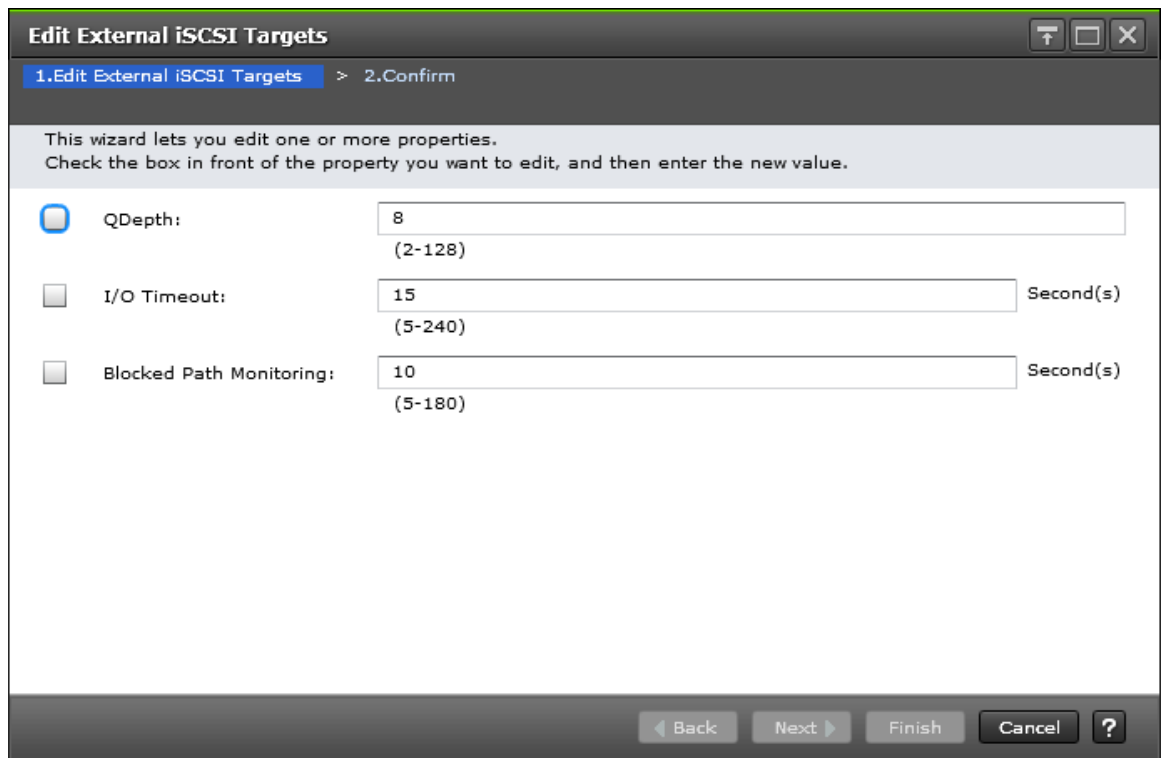 Edit External iSCSI Targets
1.Edit External iSCSI Targets > 2.Confirm
This wizard lets you edit one or more properties.
Check the box in front of the property you want to edit, and then enter the new value.
QDepth: 8
(2-128)
I/O Timeout: 15 Second(s)
(5-240)
Blocked Path Monitoring: 10 Second(s)
(5-180)
Back Next Finish Cancel ?